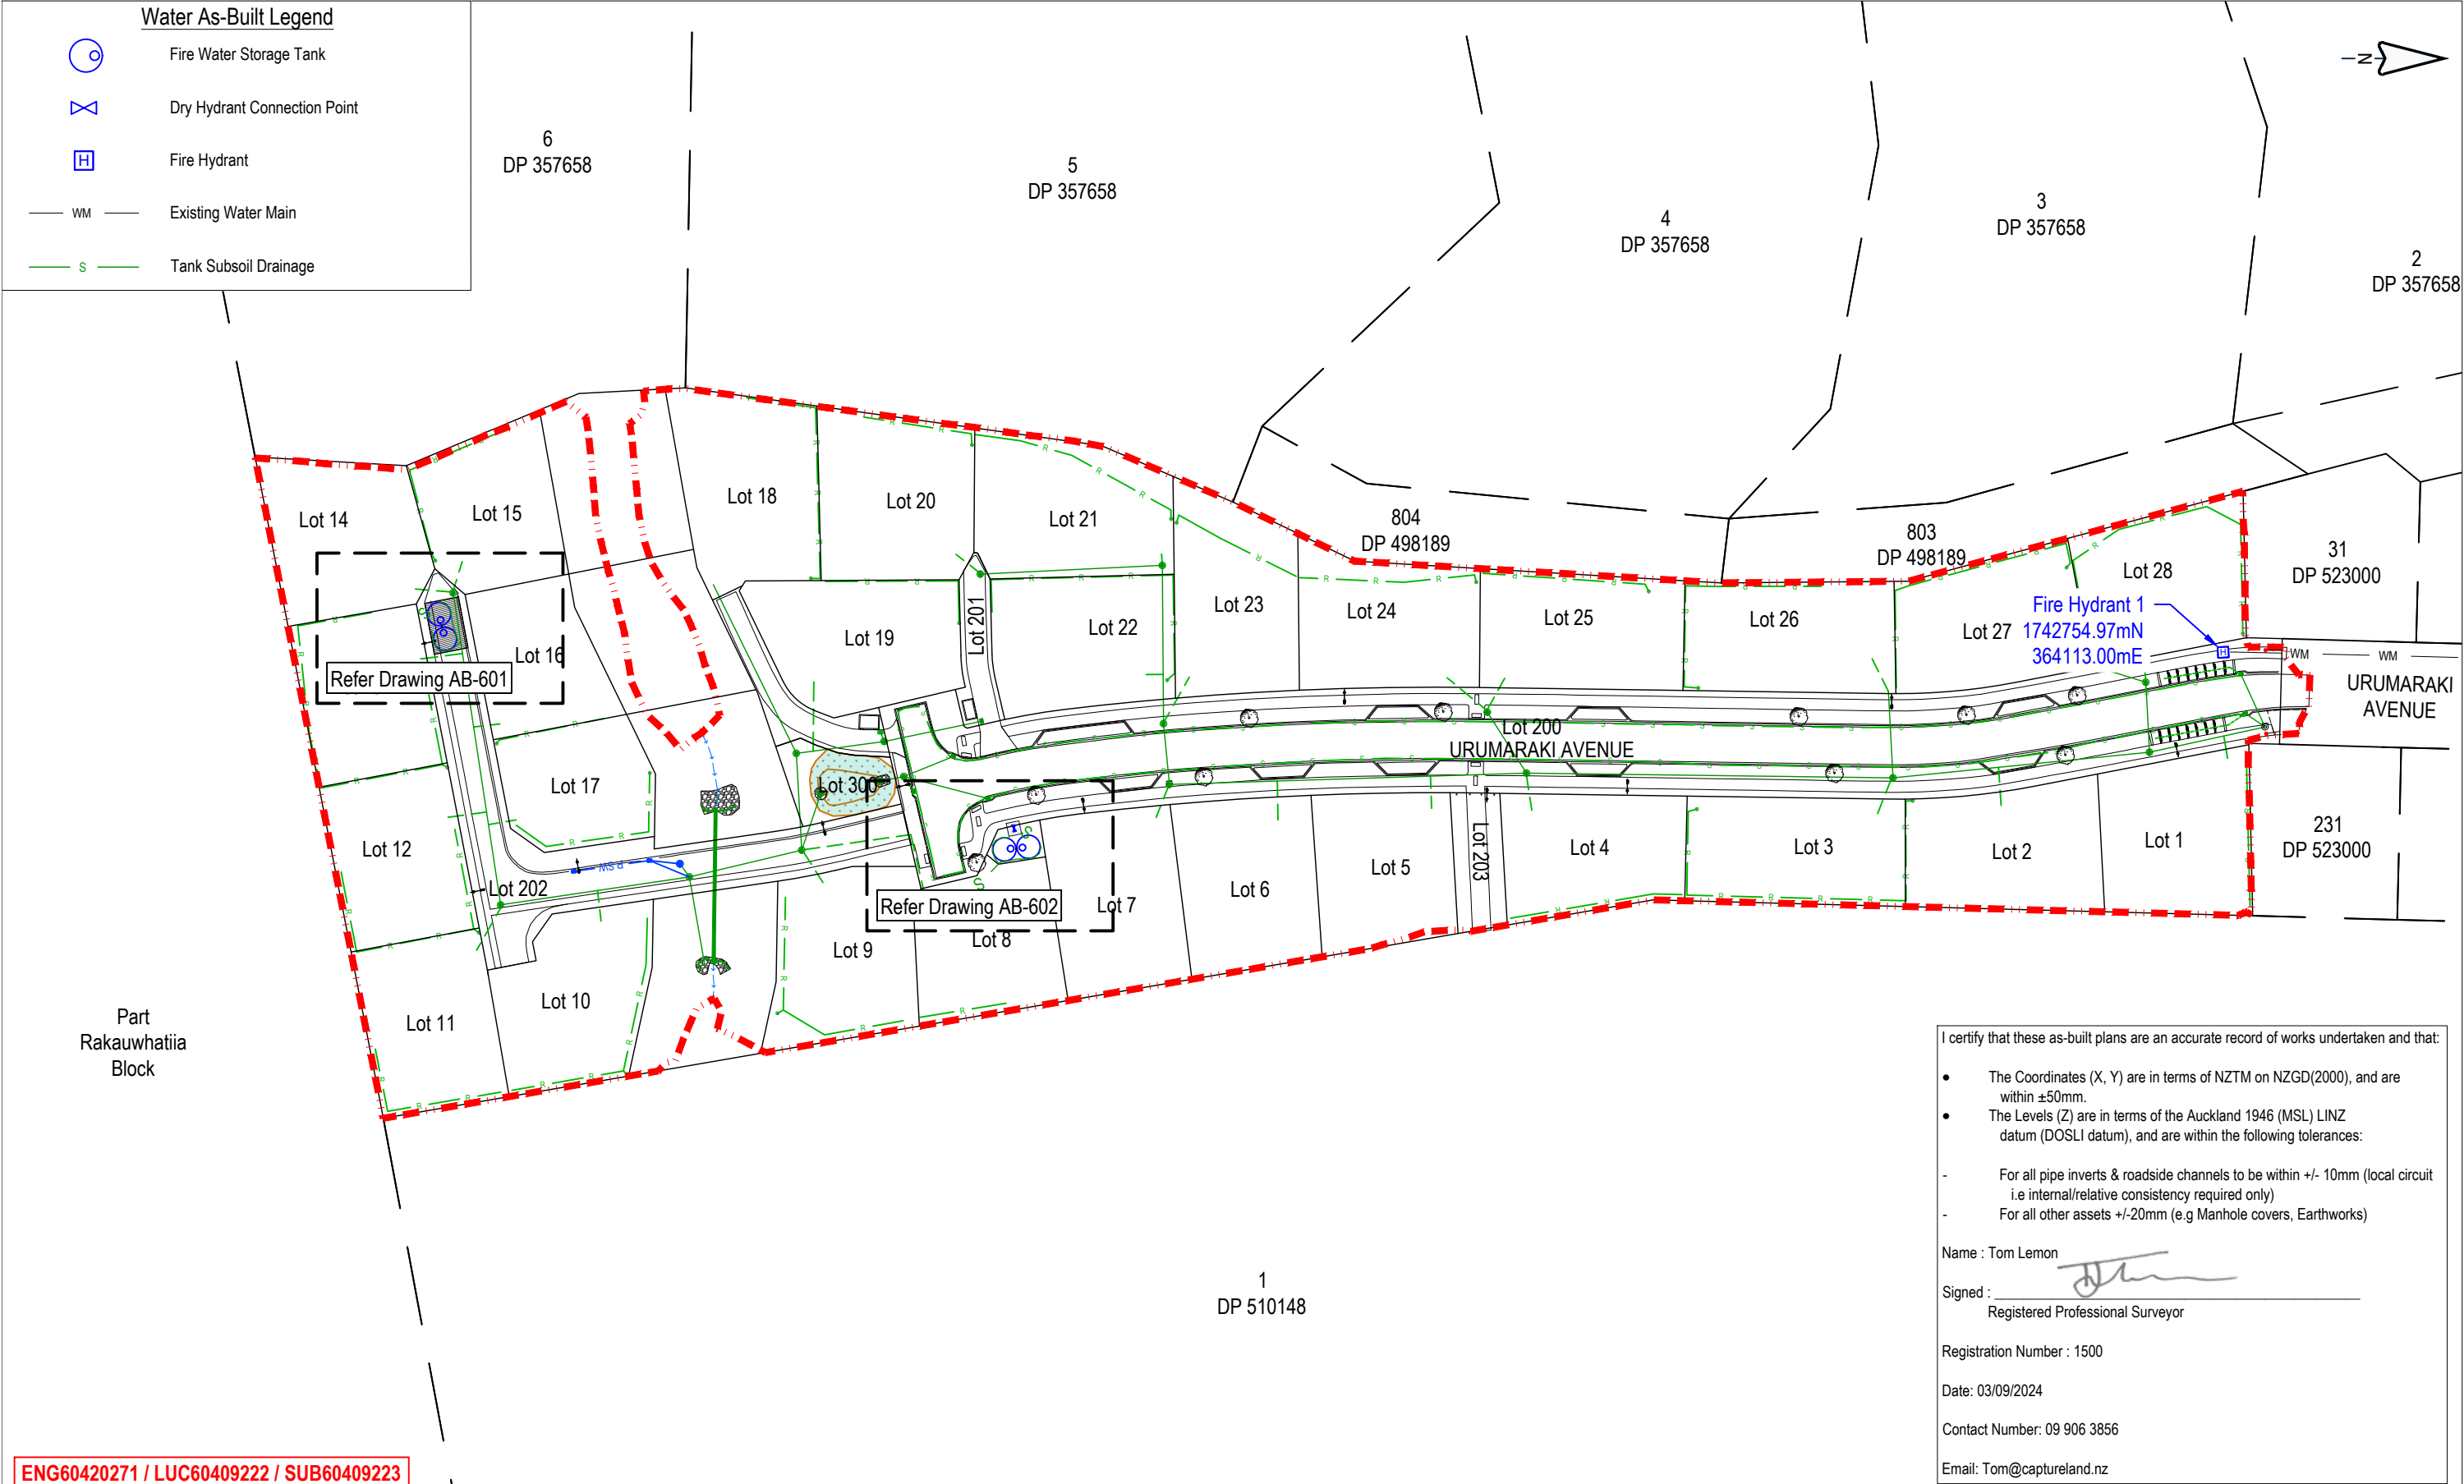 Water As-Built Legend
Fire Water Storage Tank
Dry Hydrant Connection Point
H
Fire Hydrant
WM
Existing Water Main
S
Tank Subsoil Drainage
N
6
DP 357658
5
DP 357658
4
DP 357658
3
DP 357658
2
DP 357658
804
DP 498189
803
DP 498189
31
DP 523000
231
DP 523000
Lot 14
Lot 15
Lot 18
Lot 20
Lot 21
Lot 23
Lot 24
Lot 25
Lot 26
Lot 27
Lot 28
Fire Hydrant 1
1742754.97mN
364113.00mE
H
WM
WM
URUMARAKI
AVENUE
Lot 16
Refer Drawing AB-601
Lot 19
Lot 201
Lot 22
Lot 200
URUMARAKI AVENUE
Lot 17
Lot 300
Lot 12
Lot 202
P SW
Refer Drawing AB-602
Lot 7
Lot 6
Lot 5
Lot 203
Lot 4
Lot 3
Lot 2
Lot 1
Lot 8
Lot 9
Lot 10
Lot 11
Part
Rakauwhatiia
Block
1
DP 510148
I certify that these as-built plans are an accurate record of works undertaken and that:
• The Coordinates (X, Y) are in terms of NZTM on NZGD(2000), and are
within ±50mm.
• The Levels (Z) are in terms of the Auckland 1946 (MSL) LINZ
datum (DOSLI datum), and are within the following tolerances:
- For all pipe inverts & roadside channels to be within +/- 10mm (local circuit
i.e internal/relative consistency required only)
- For all other assets +/-20mm (e.g Manhole covers, Earthworks)
Name : Tom Lemon
Signed :
Registered Professional Surveyor
Registration Number : 1500
Date: 03/09/2024
Contact Number: 09 906 3856
Email: Tom@captureland.nz
ENG60420271 / LUC60409222 / SUB60409223